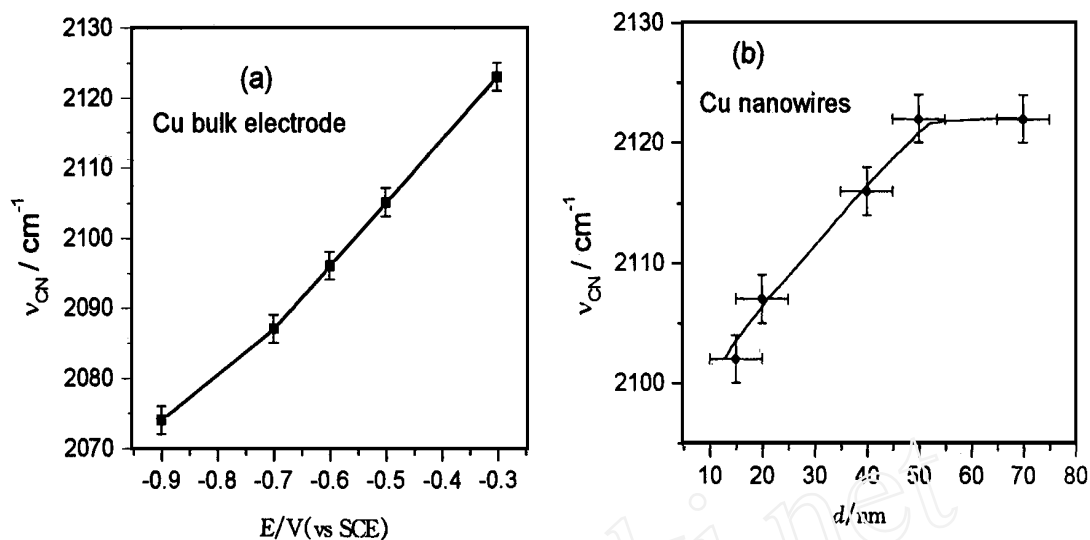 2130
2120
2110
2100
2090
2080
2070
ν_CN / cm⁻¹
(a)
Cu bulk electrode
-0.9 -0.8 -0.7 -0.6 -0.5 -0.4 -0.3
E/V(vs SCE)
2130
2120
2110
2100
ν_CN / cm⁻¹
(b)
Cu nanowires
10 20 30 40 50 60 70 80
d/nm